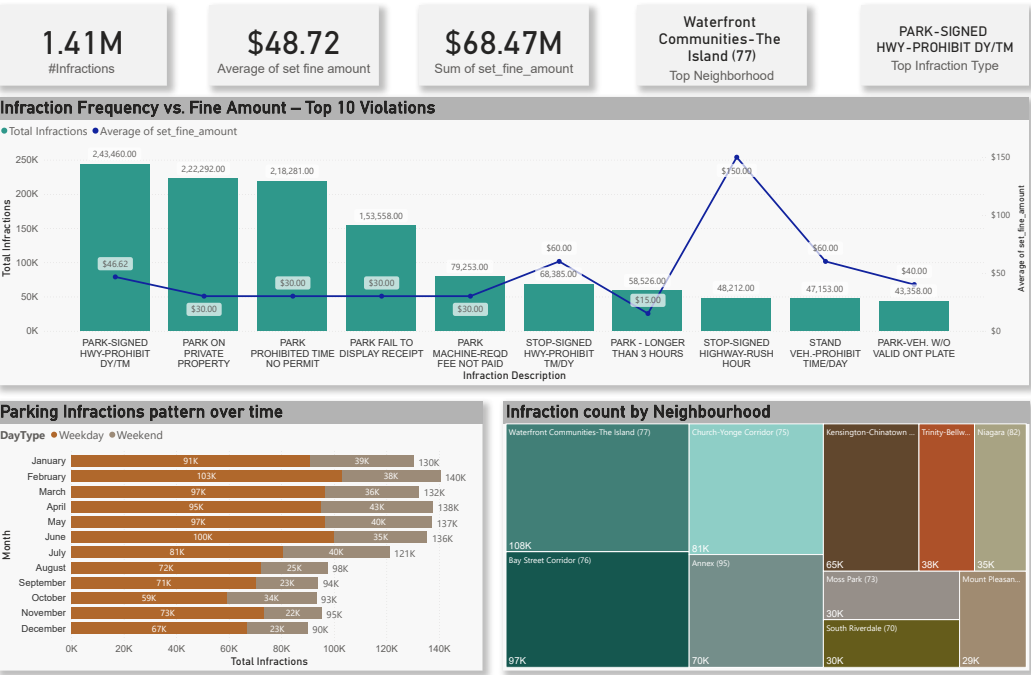 1.41M
#Infractions
$48.72
Average of set fine amount
$68.47M
Sum of set_fine_amount
Waterfront
Communities-The
Island (77)
Top Neighborhood
PARK-SIGNED
HWY-PROHIBIT DY/TM
Top Infraction Type
Infraction Frequency vs. Fine Amount – Top 10 Violations
Total Infractions Average of set_fine_amount
Total Infractions
250K
200K
150K
100K
50K
0K
2,43,460.00
2,22,292.00
2,18,281.00
1,53,558.00
79,253.00
68,385.00
58,526.00
48,212.00
47,153.00
43,358.00
$46.62
$30.00
$30.00
$30.00
$30.00
$60.00
$15.00
$150.00
$60.00
$40.00
$150
$100
$50
$0
Average of set_fine_amount
PARK-SIGNED
HWY-PROHIBIT
DY/TM
PARK ON
PRIVATE
PROPERTY
PARK
PROHIBITED TIME
NO PERMIT
PARK FAIL TO
DISPLAY RECEIPT
PARK
MACHINE-REQD
FEE NOT PAID
STOP-SIGNED
HWY-PROHIBIT
TM/DY
PARK - LONGER
THAN 3 HOURS
STOP-SIGNED
HIGHWAY-RUSH
HOUR
STAND
VEH.-PROHIBIT
TIME/DAY
PARK-VEH. W/O
VALID ONT PLATE
Infraction Description
Parking Infractions pattern over time
DayType Weekday Weekend
Month
January 91K 39K 130K
February 103K 38K 140K
March 97K 36K 132K
April 95K 43K 138K
May 97K 40K 137K
June 100K 35K 136K
July 81K 40K 121K
August 72K 25K 98K
September 71K 23K 94K
October 59K 34K 93K
November 73K 22K 95K
December 67K 23K 90K
0K 20K 40K 60K 80K 100K 120K 140K
Total Infractions
Infraction count by Neighbourhood
Waterfront Communities-The Island (77)
108K
Bay Street Corridor (76)
97K
Church-Yonge Corridor (75)
81K
Annex (95)
70K
Kensington-Chinatown ...
65K
Trinity-Bellw...
38K
Niagara (82)
35K
Moss Park (73)
30K
South Riverdale (70)
30K
Mount Pleasan...
29K